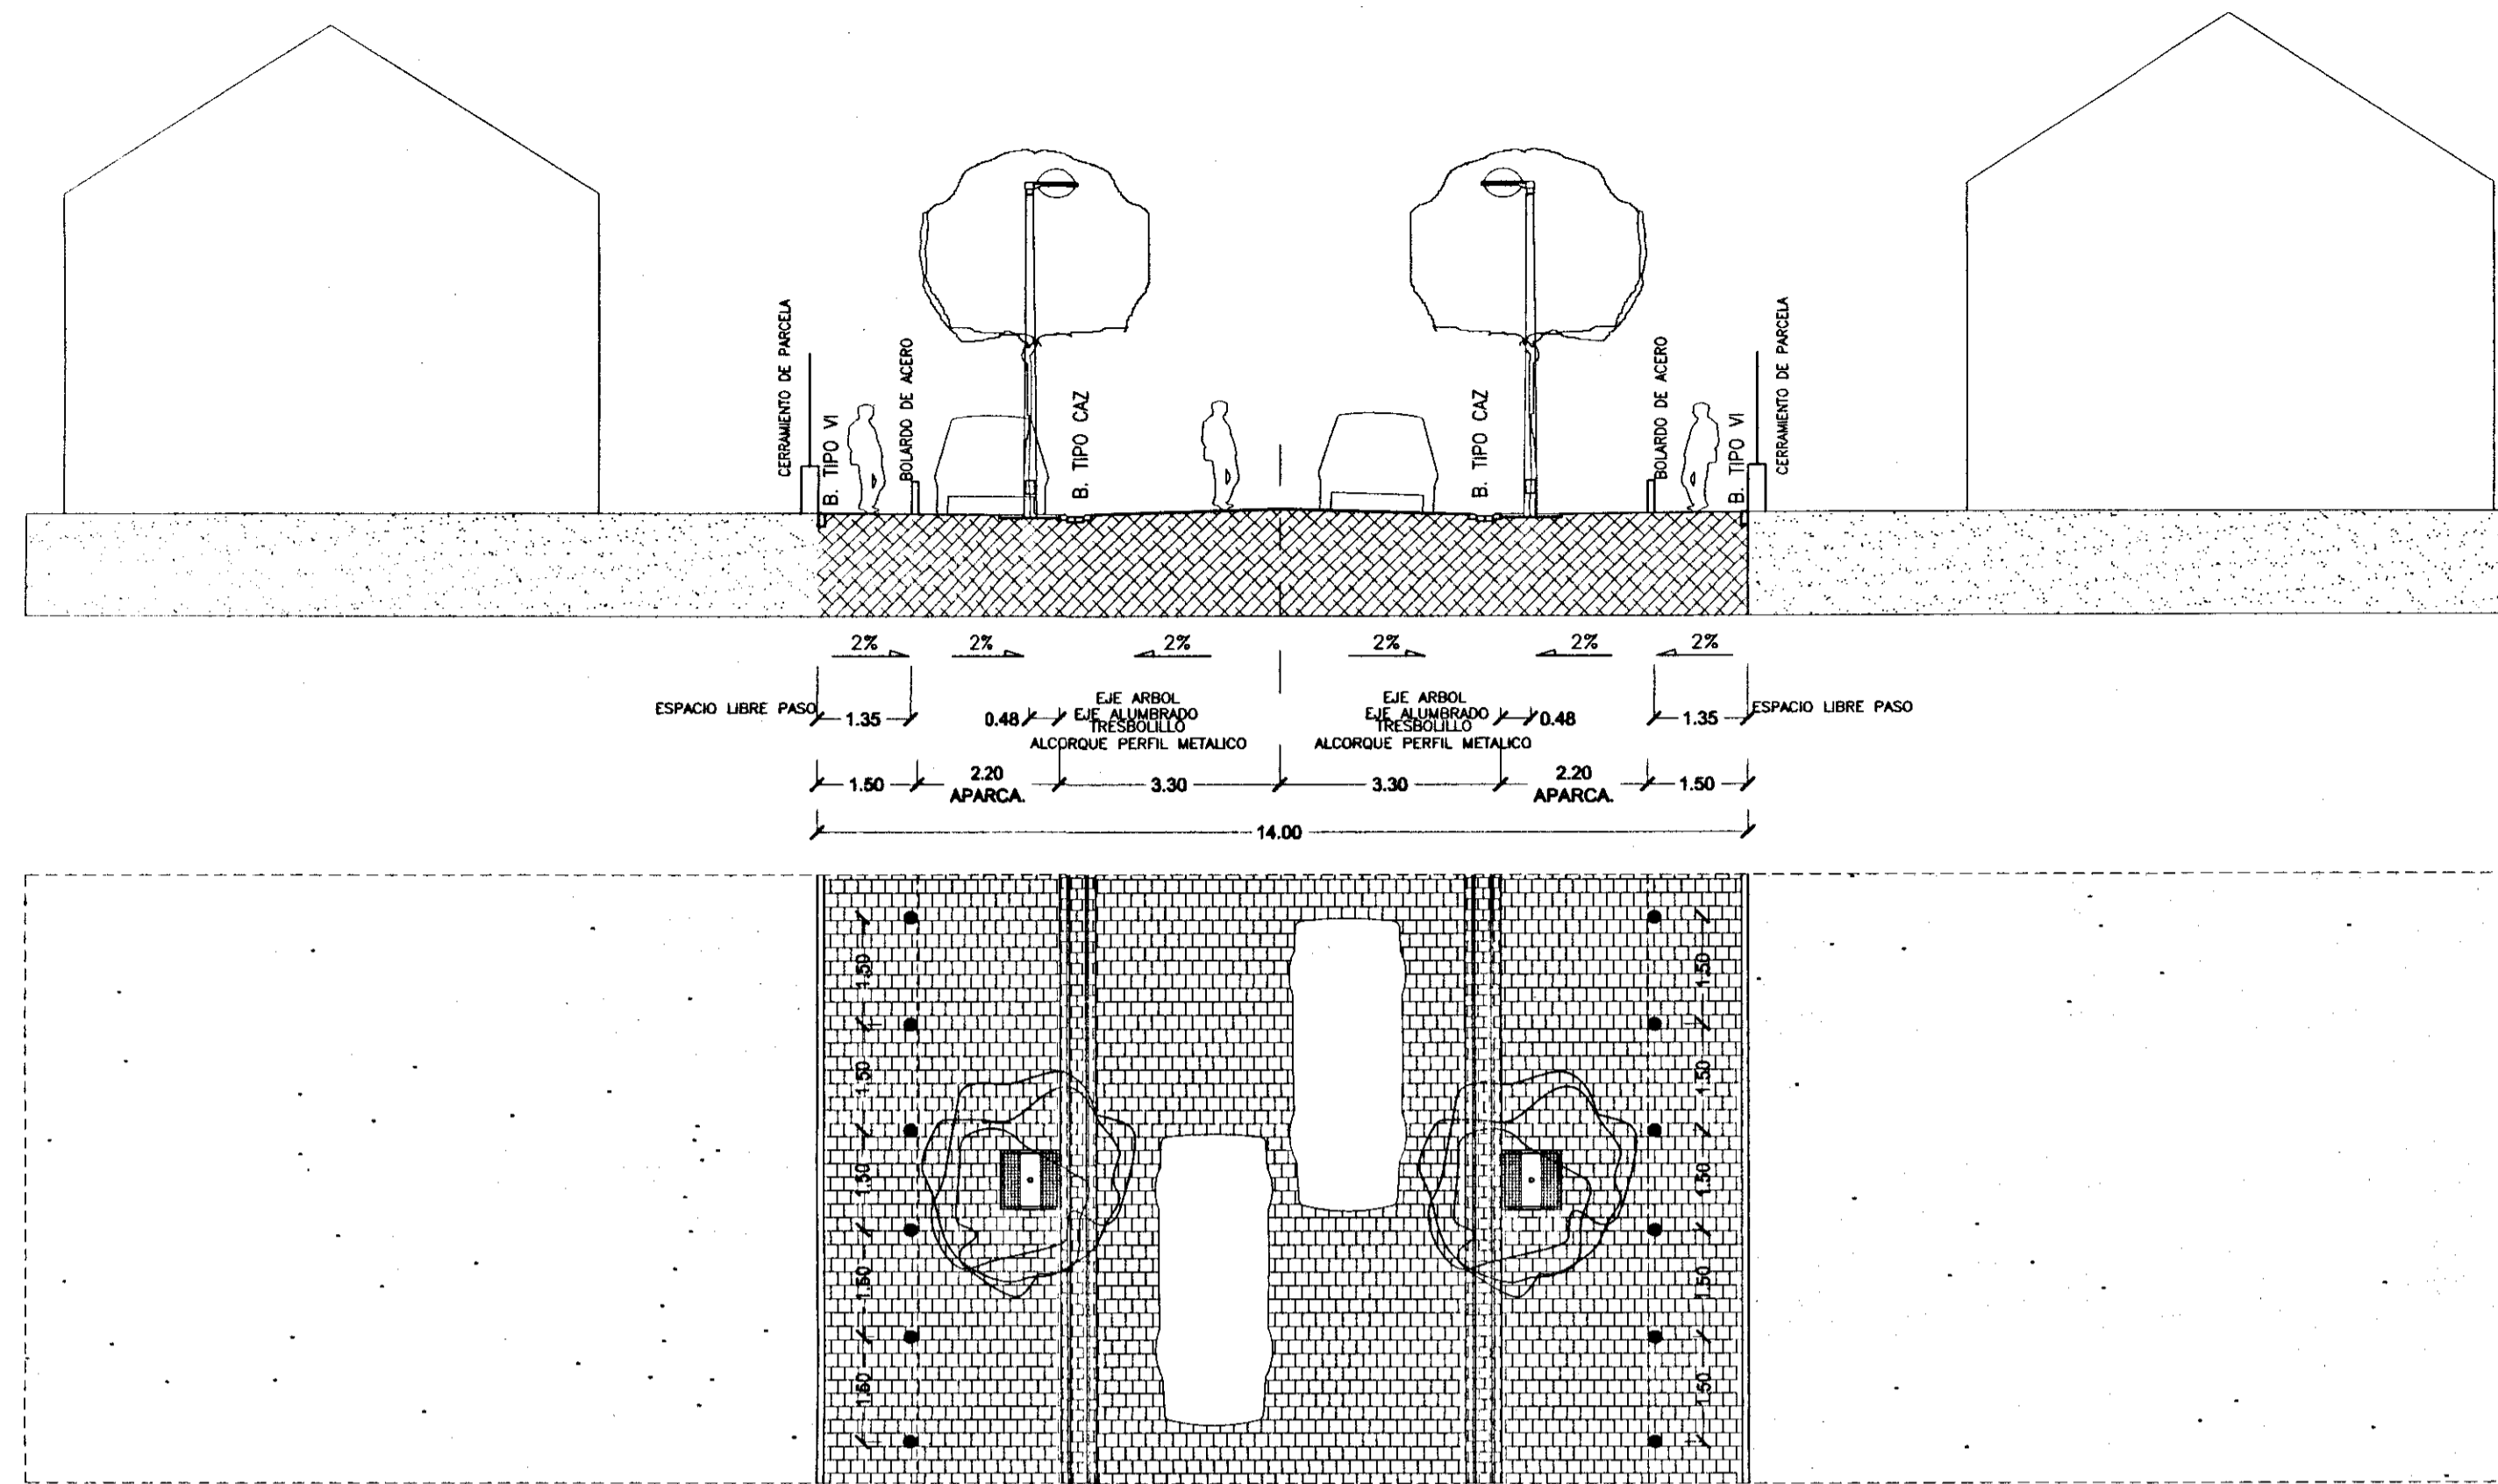 CERRAMIENTO DE PARCELA
B. TIPO VI
BOLARDO DE ACERO
B. TIPO CAZ
B. TIPO CAZ
BOLARDO DE ACERO
B. TIPO VI
CERRAMIENTO DE PARCELA
2% 2% 2% 2% 2% 2%
ESPACIO LIBRE PASO
1.35
0.48
EJE ARBOL
EJE ALUMBRADO
TRESBOLILLO
ALCORQUE PERFIL METALICO
EJE ARBOL
EJE ALUMBRADO
TRESBOLILLO
ALCORQUE PERFIL METALICO
0.48
1.35
ESPACIO LIBRE PASO
1.50
2.20
APARCA.
3.30
3.30
2.20
APARCA.
1.50
14.00
1.50
1.50
1.50
1.50
1.50
1.50
1.50
1.50
1.50
1.50